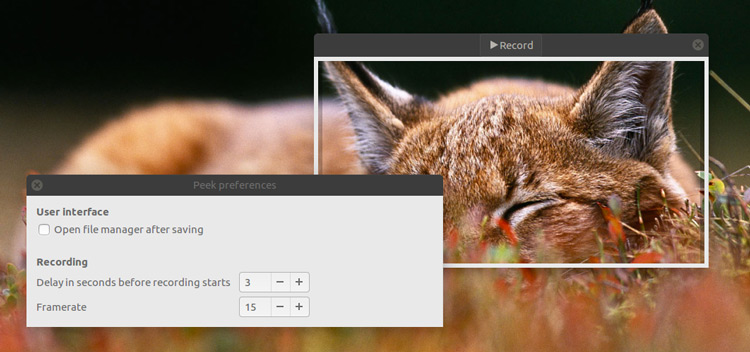 Record
Peek preferences
User interface
Open file manager after saving
Recording
Delay in seconds before recording starts 3
Framerate 15